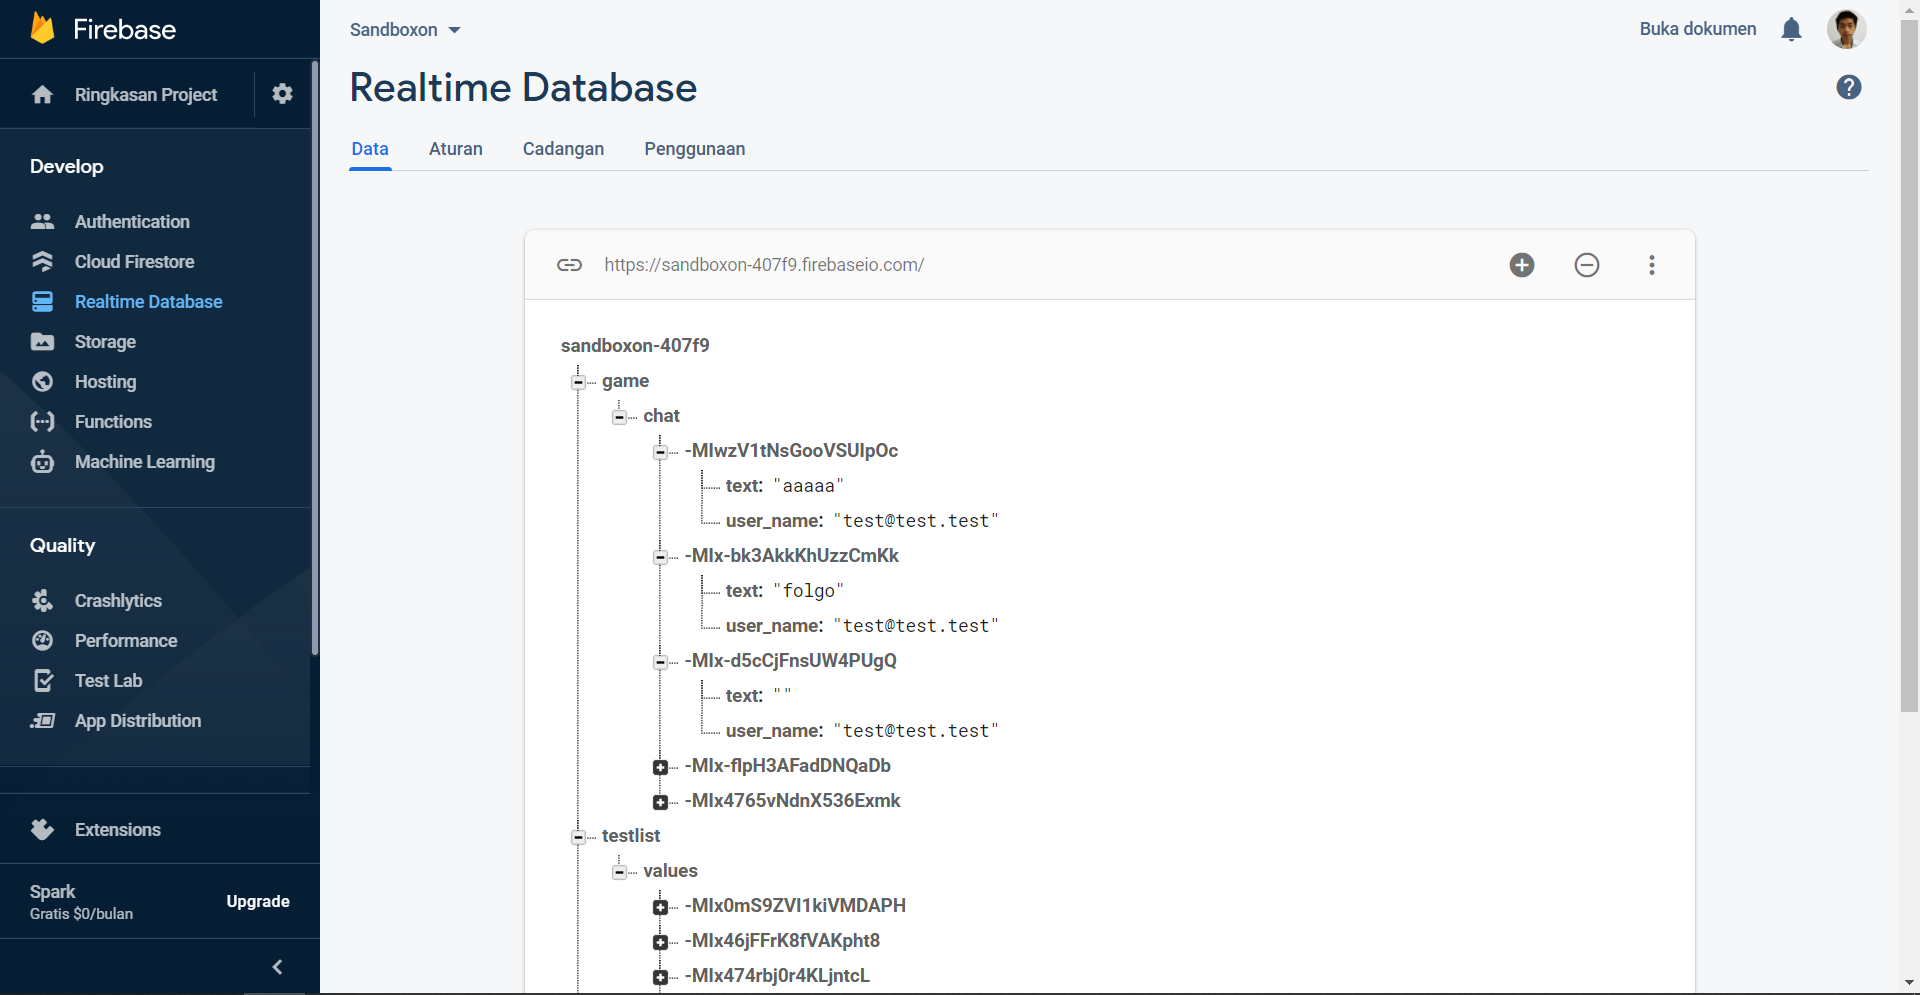 Firebase
Ringkasan Project
Develop
Authentication
Cloud Firestore
Realtime Database
Storage
Hosting
Functions
Machine Learning
Quality
Crashlytics
Performance
Test Lab
App Distribution
Extensions
Spark
Gratis $0/bulan
Upgrade
Sandboxon
Buka dokumen
Realtime Database
Data
Aturan
Cadangan
Penggunaan
https://sandboxon-407f9.firebaseio.com/
sandboxon-407f9
game
chat
-MIwzV1tNsGooVSUIpOc
text: "aaaaa"
user_name: "test@test.test"
-MIx-bk3AkkKhUzzCmKk
text: "folgo"
user_name: "test@test.test"
-MIx-d5cCjFnsUW4PUgQ
text: ""
user_name: "test@test.test"
-MIx-fIpH3AFadDNQaDb
-MIx4765vNdnX536Exmk
testlist
values
-MIx0mS9ZVI1kiVMDAPH
-MIx46jFFrK8fVAKpht8
-MIx474rbj0r4KLjntcL